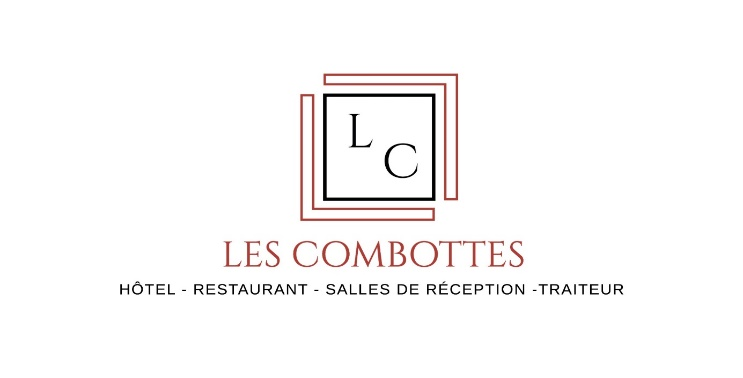 L
C
LES COMBOTTES
HÔTEL - RESTAURANT - SALLES DE RÉCEPTION -TRAITEUR